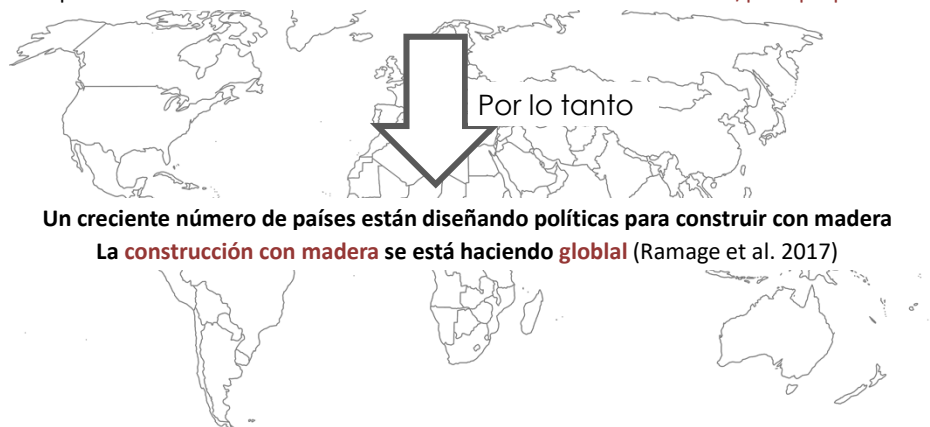 Por lo tanto
Un creciente número de países están diseñando políticas para construir con madera
La construcción con madera se está haciendo globlal (Ramage et al. 2017)